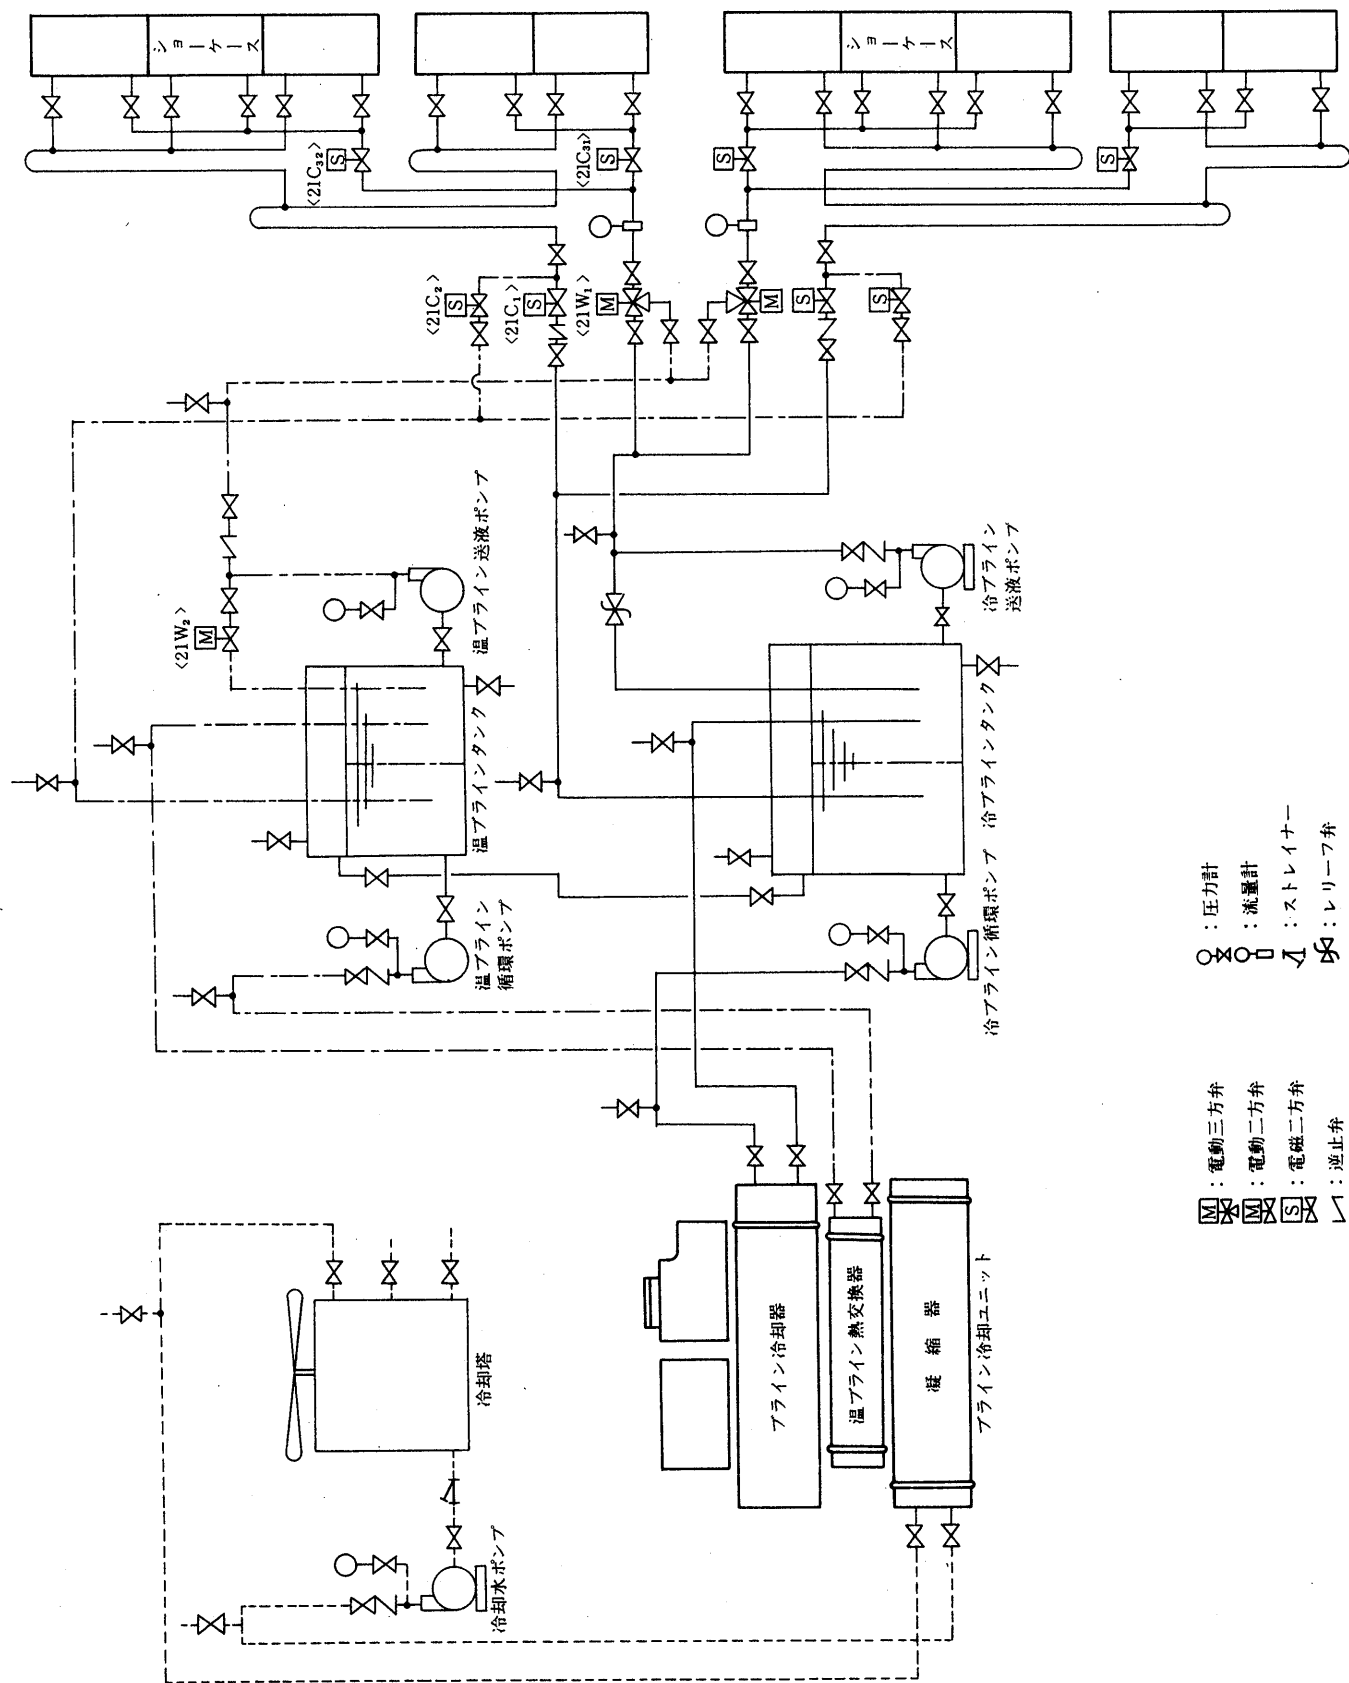 ショーケース
ショーケース
<21C₃₂>
<21C₃₁>
<21C₂>
<21C₁>
<21W₁>
S
S
S
S
S
S
M
M
S
S
<21W₂>
M
温ブライン送液ポンプ
冷ブライン
送液ポンプ
温ブラインタンク
冷ブラインタンク
温ブライン
循環ポンプ
冷ブライン循環ポンプ
冷却塔
冷却水ポンプ
ブライン冷却器
温ブライン熱交換器
凝縮器
ブライン冷却ユニット
M:電動三方弁
M:電動二方弁
S:電磁二方弁
:逆止弁
:圧力計
:流量計
:ストレイナー
:レリーフ弁